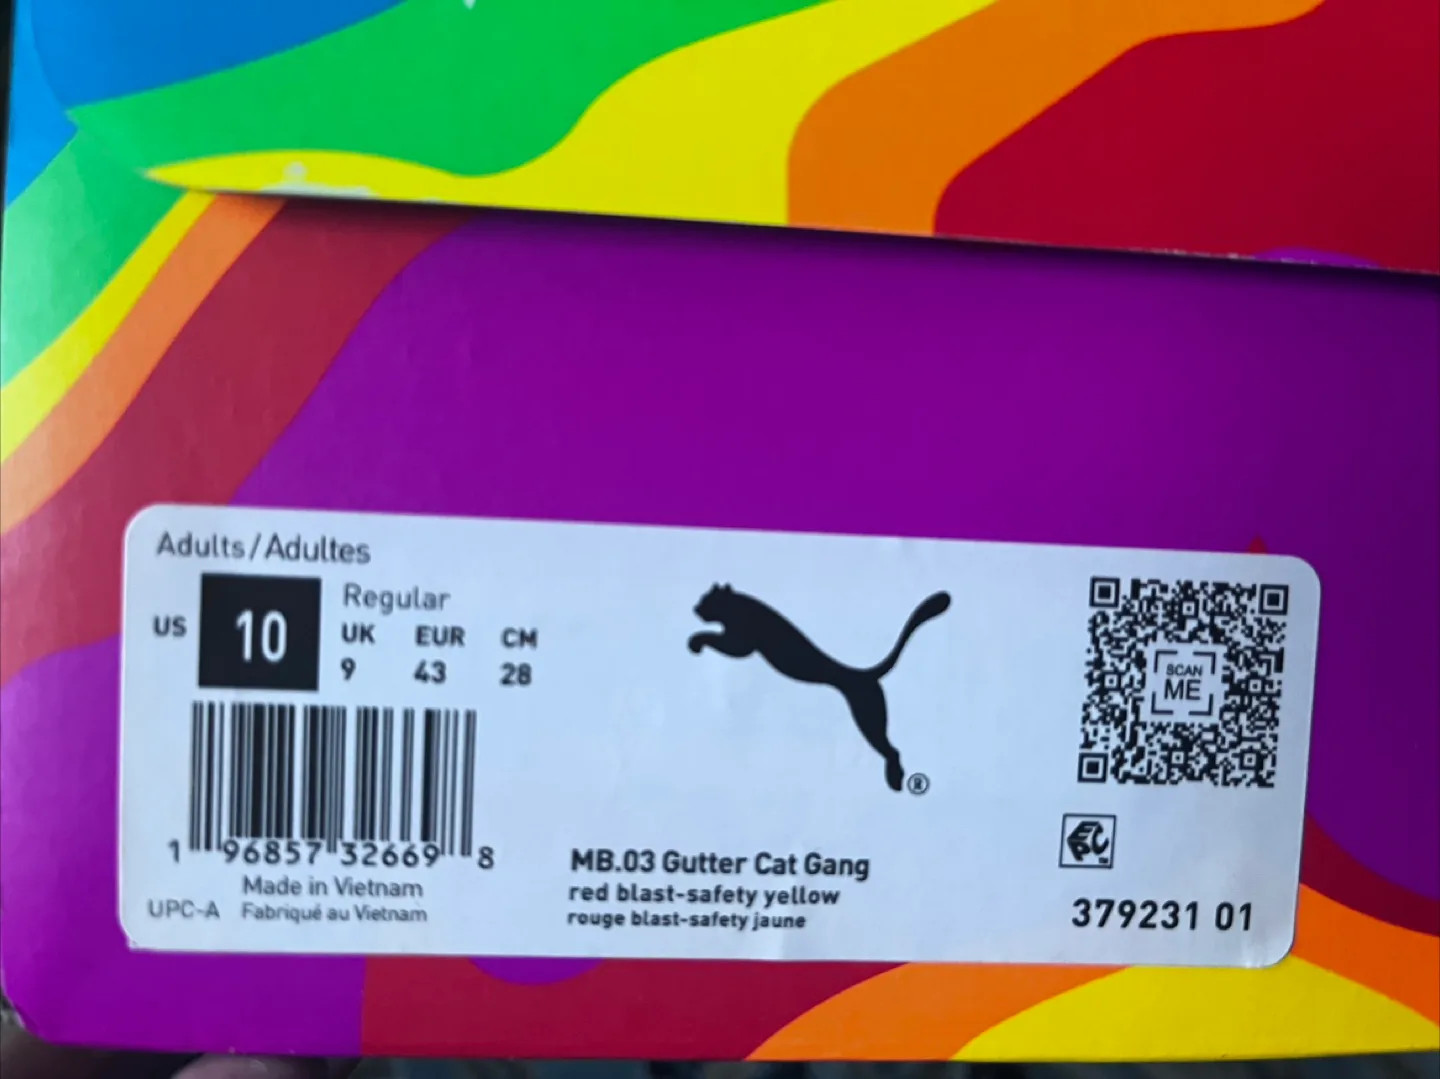 Adults/Adultes
US 10
Regular
UK EUR CM
9 43 28
1 96857 32669 8
Made in Vietnam
UPC-A Fabriqué au Vietnam
®
MB.03 Gutter Cat Gang
red blast-safety yellow
rouge blast-safety jaune
SCAN
ME
379231 01